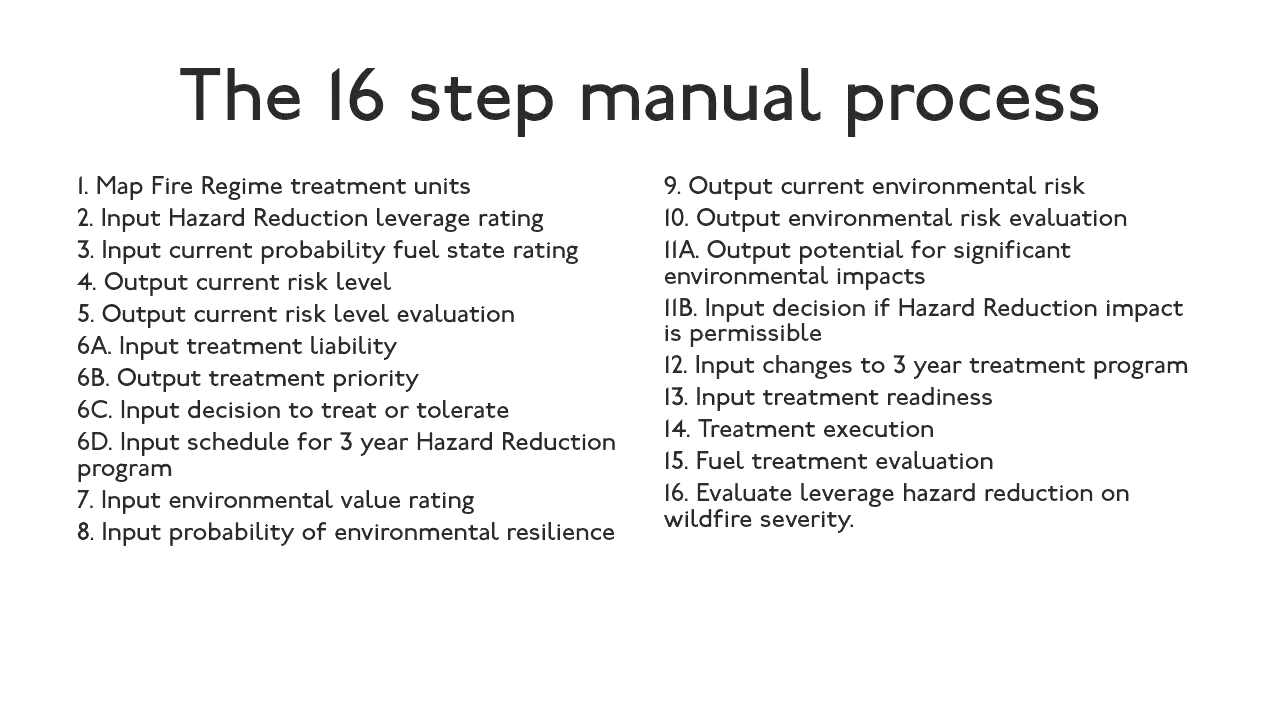 The 16 step manual process
1. Map Fire Regime treatment units
2. Input Hazard Reduction leverage rating
3. Input current probability fuel state rating
4. Output current risk level
5. Output current risk level evaluation
6A. Input treatment liability
6B. Output treatment priority
6C. Input decision to treat or tolerate
6D. Input schedule for 3 year Hazard Reduction
program
7. Input environmental value rating
8. Input probability of environmental resilience
9. Output current environmental risk
10. Output environmental risk evaluation
11A. Output potential for significant
environmental impacts
11B. Input decision if Hazard Reduction impact
is permissible
12. Input changes to 3 year treatment program
13. Input treatment readiness
14. Treatment execution
15. Fuel treatment evaluation
16. Evaluate leverage hazard reduction on
wildfire severity.